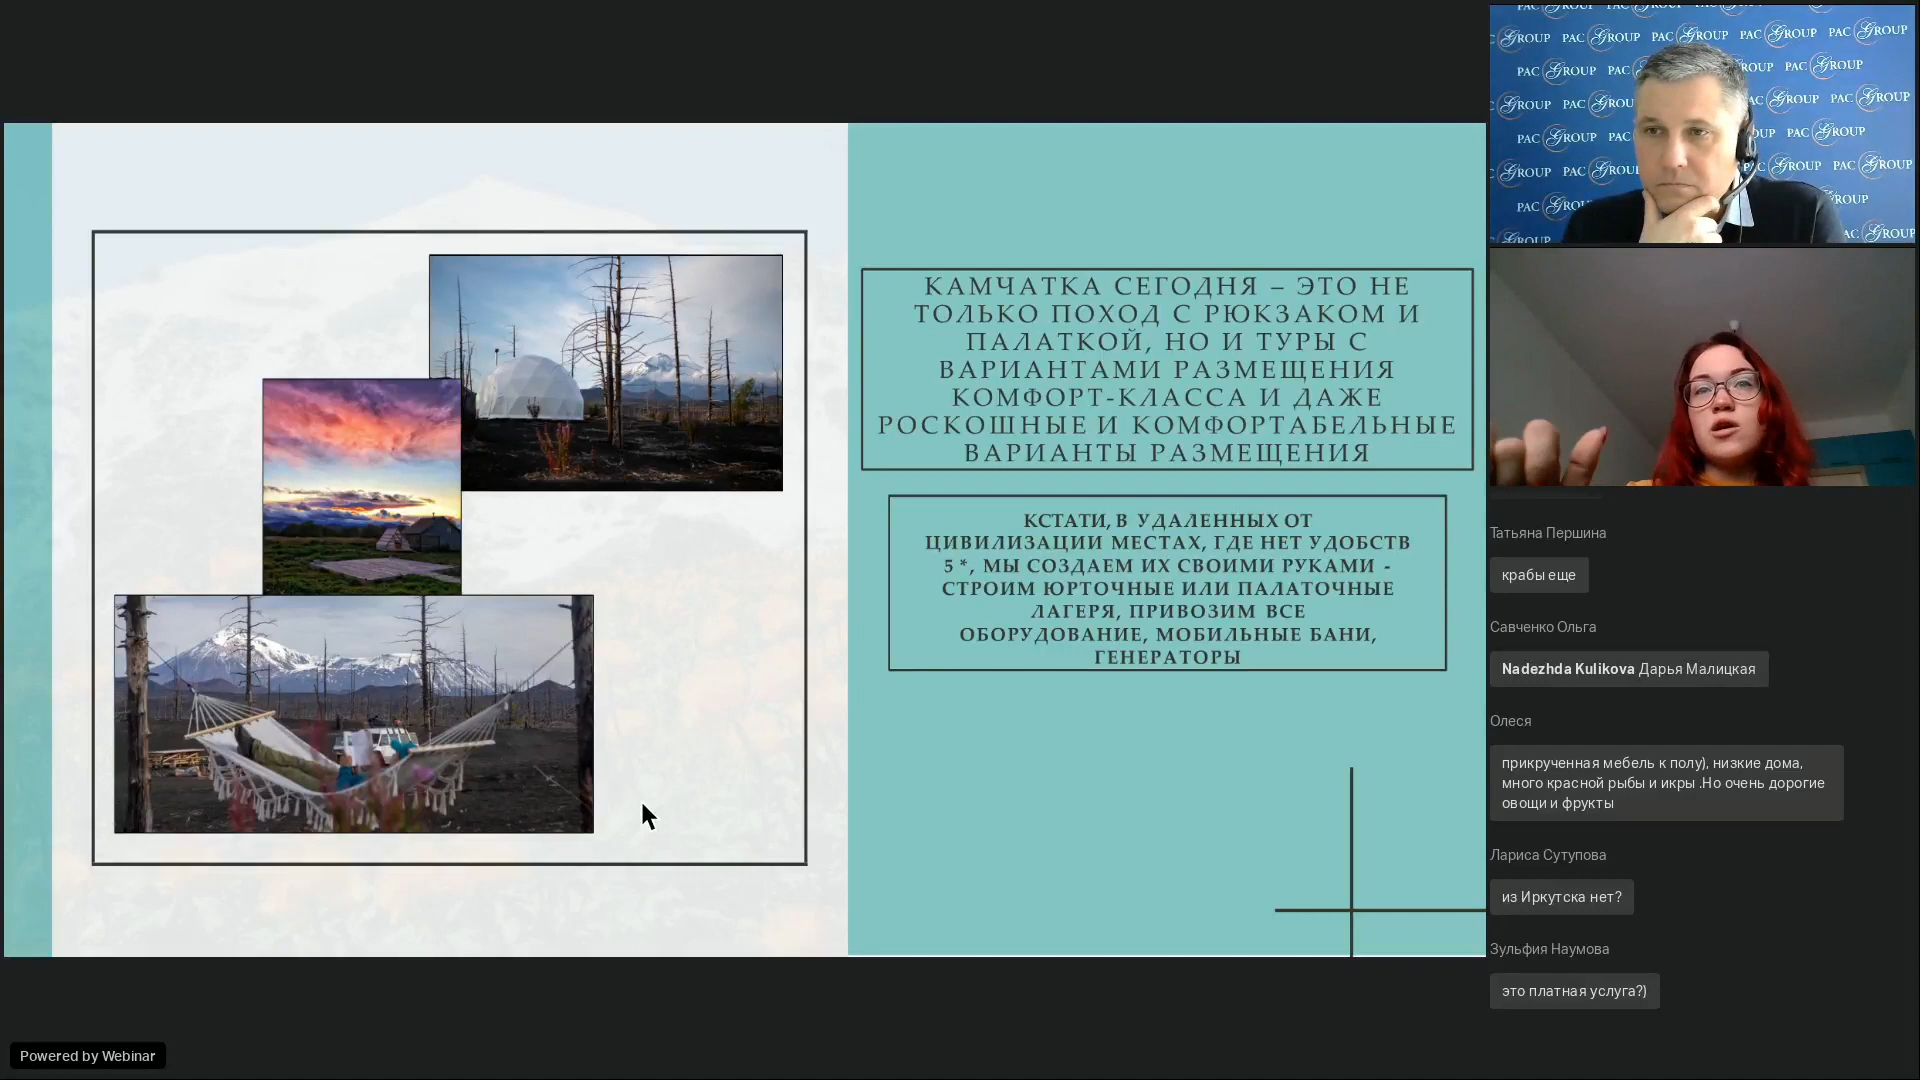 КАМЧАТКА СЕГОДНЯ – ЭТО НЕ
ТОЛЬКО ПОХОД С РЮКЗАКОМ И
ПАЛАТКОЙ, НО И ТУРЫ С
ВАРИАНТАМИ РАЗМЕЩЕНИЯ
КОМФОРТ-КЛАССА И ДАЖЕ
РОСКОШНЫЕ И КОМФОРТАБЕЛЬНЫЕ
ВАРИАНТЫ РАЗМЕЩЕНИЯ
КСТАТИ, В УДАЛЕННЫХ ОТ
ЦИВИЛИЗАЦИИ МЕСТАХ, ГДЕ НЕТ УДОБСТВ
5 *, МЫ СОЗДАЕМ ИХ СВОИМИ РУКАМИ -
СТРОИМ ЮРТОЧНЫЕ ИЛИ ПАЛАТОЧНЫЕ
ЛАГЕРЯ, ПРИВОЗИМ ВСЕ
ОБОРУДОВАНИЕ, МОБИЛЬНЫЕ БАНИ,
ГЕНЕРАТОРЫ
PAC GROUP
Татьяна Першина
крабы еще
Савченко Ольга
Nadezhda Kulikova Дарья Малицкая
Олеся
прикрученная мебель к полу), низкие дома,
много красной рыбы и икры .Но очень дорогие
овощи и фрукты
Лариса Сутупова
из Иркутска нет?
Зульфия Наумова
это платная услуга?)
Powered by Webinar